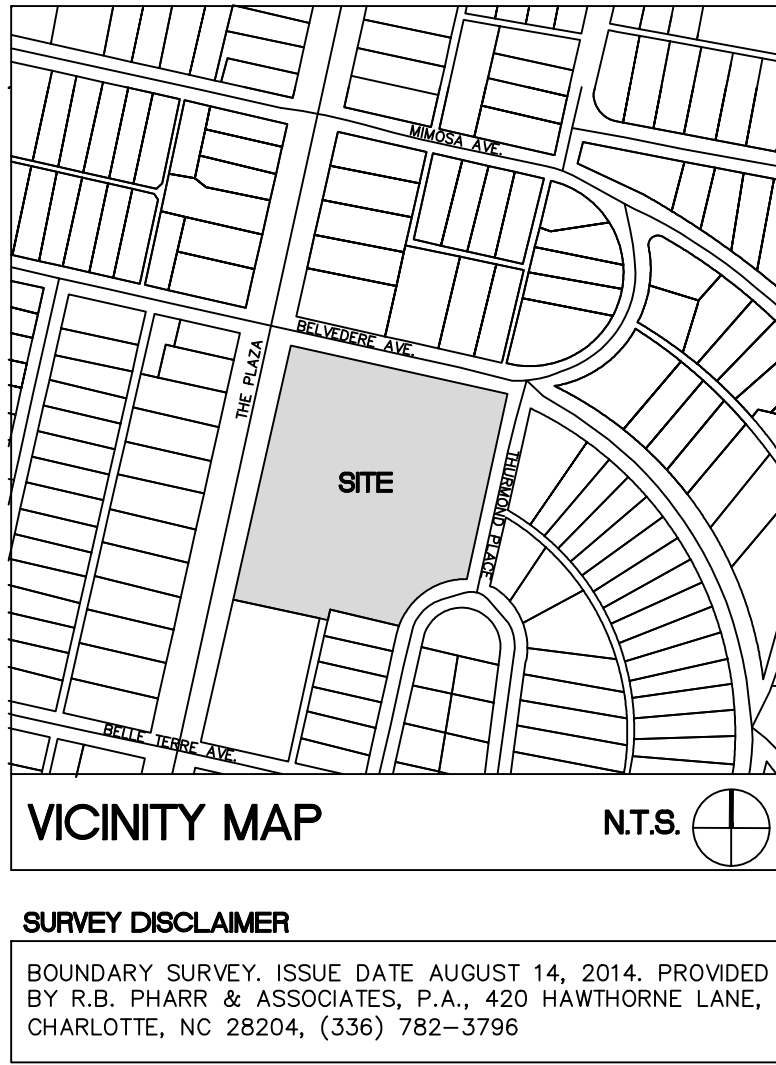 MIMOSA AVE.
BELVEDERE AVE.
THE PLAZA
SITE
THURMOND PLACE
BELLE TERRE AVE.
VICINITY MAP
N.T.S.
SURVEY DISCLAIMER
BOUNDARY SURVEY. ISSUE DATE AUGUST 14, 2014. PROVIDED
BY R.B. PHARR & ASSOCIATES, P.A., 420 HAWTHORNE LANE,
CHARLOTTE, NC 28204, (336) 782-3796